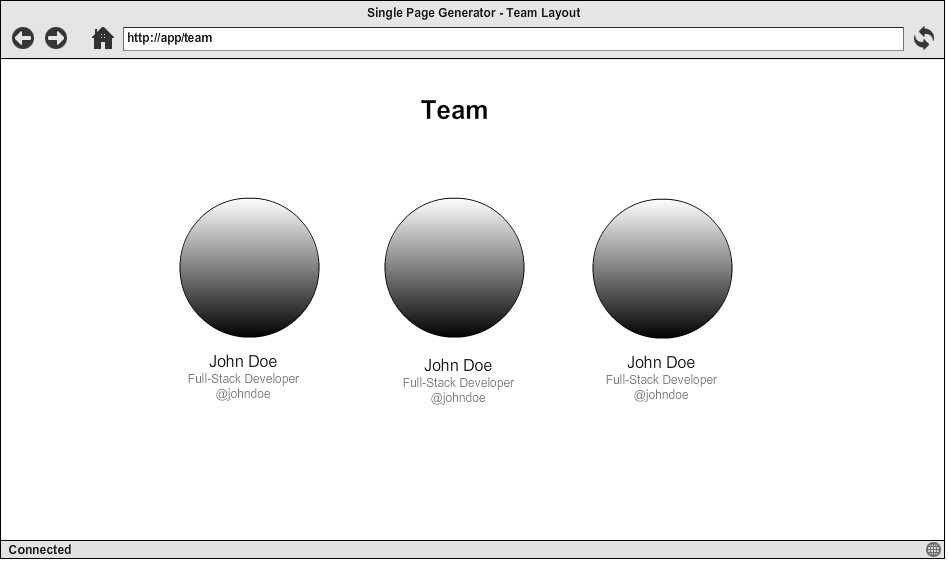 Single Page Generator - Team Layout
http://app/team
Team
John Doe
Full-Stack Developer
@johndoe
John Doe
Full-Stack Developer
@johndoe
John Doe
Full-Stack Developer
@johndoe
Connected